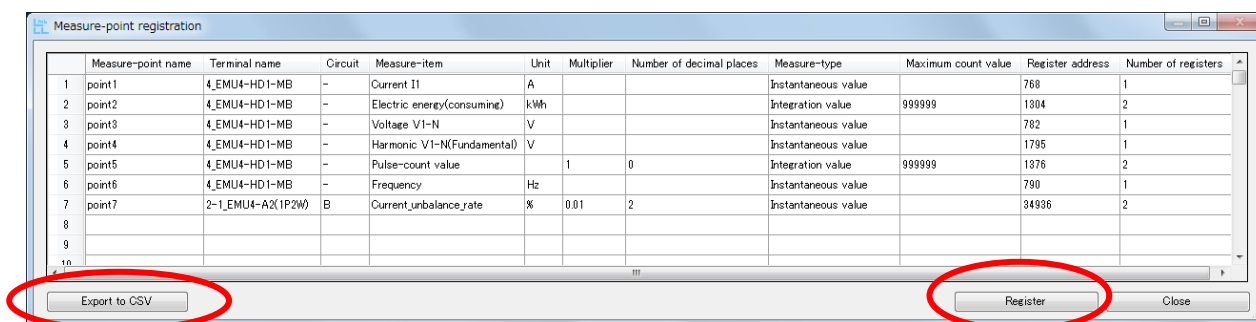 Measure-point registration
Measure-point name Terminal name Circuit Measure-item Unit Multiplier Number of decimal places Measure-type Maximum count value Register address Number of registers
1 point1 4_EMU4-HD1-MB - Current I1 A Instantaneous value 768 1
2 point2 4_EMU4-HD1-MB - Electric energy(consuming) kWh Integration value 999999 1304 2
3 point3 4_EMU4-HD1-MB - Voltage V1-N V Instantaneous value 782 1
4 point4 4_EMU4-HD1-MB - Harmonic V1-N(Fundamental) V Instantaneous value 1795 1
5 point5 4_EMU4-HD1-MB - Pulse-count value 1 0 Integration value 999999 1376 2
6 point6 4_EMU4-HD1-MB - Frequency Hz Instantaneous value 790 1
7 point7 2-1_EMU4-A2(1P2W) B Current_unbalance_rate % 0.01 2 Instantaneous value 34936 2
8
9
10
Export to CSV Register Close